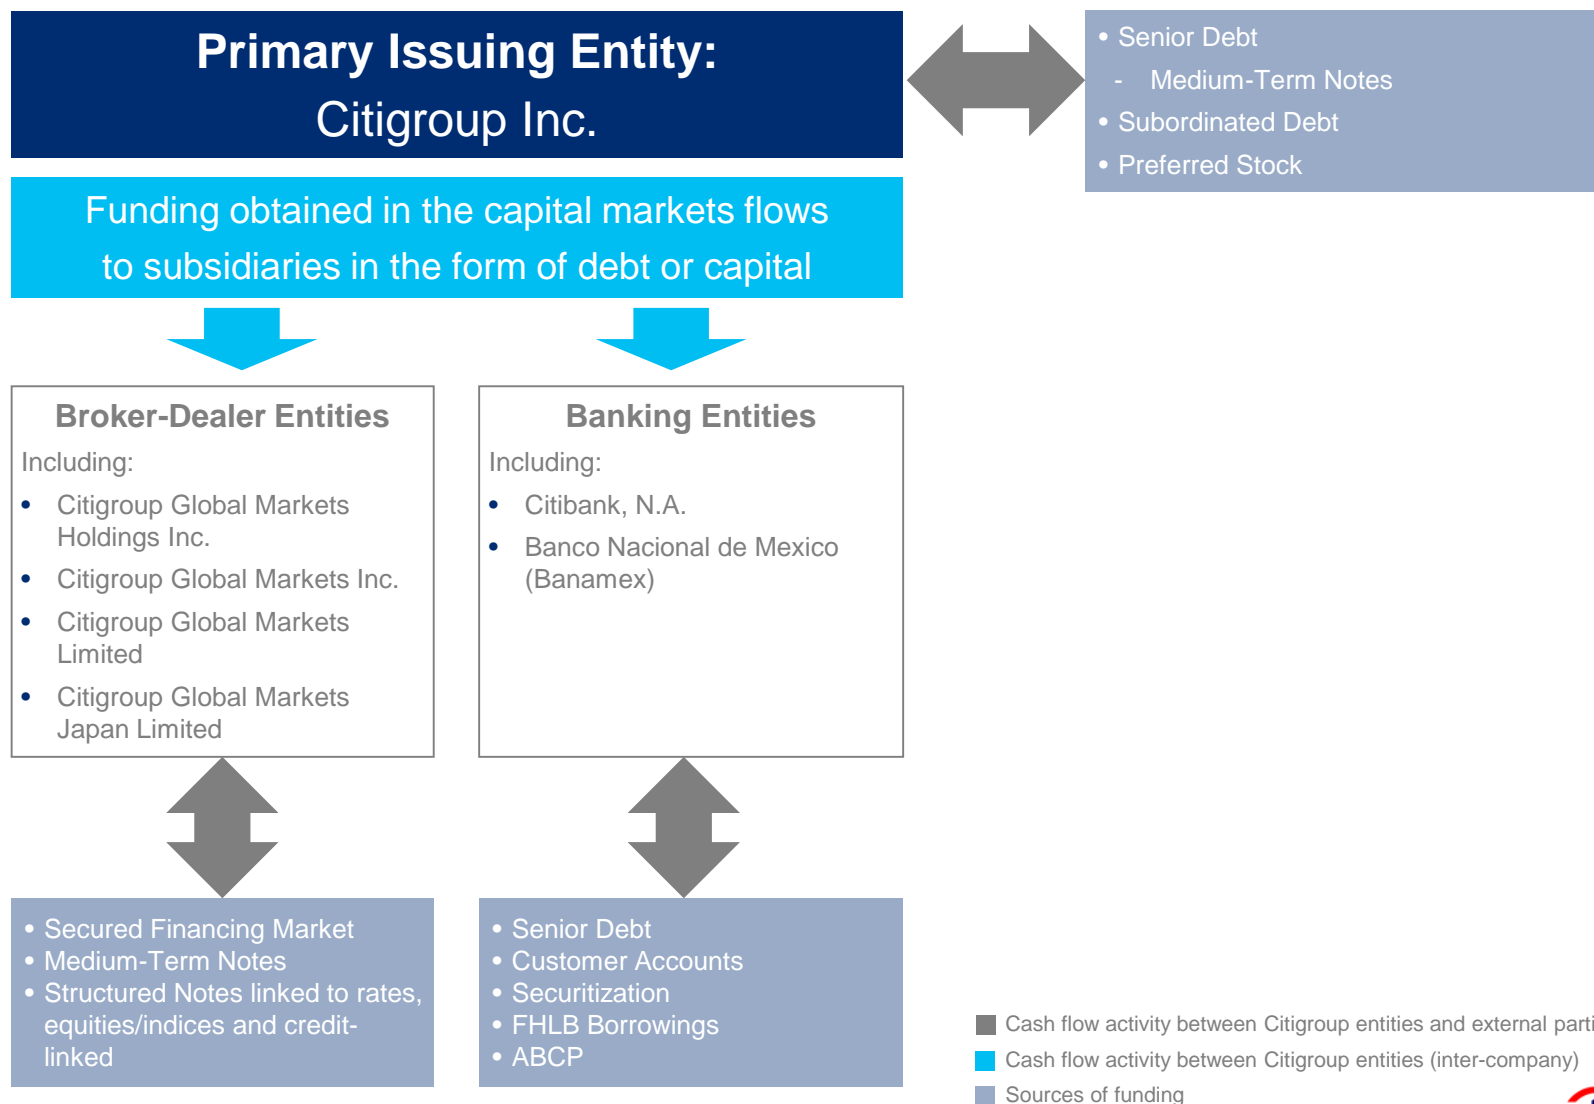 Primary Issuing Entity:
Citigroup Inc.
• Senior Debt
- Medium-Term Notes
• Subordinated Debt
• Preferred Stock
Funding obtained in the capital markets flows
to subsidiaries in the form of debt or capital
Broker-Dealer Entities
Including:
• Citigroup Global Markets
Holdings Inc.
• Citigroup Global Markets Inc.
• Citigroup Global Markets
Limited
• Citigroup Global Markets
Japan Limited
Banking Entities
Including:
• Citibank, N.A.
• Banco Nacional de Mexico
(Banamex)
• Secured Financing Market
• Medium-Term Notes
• Structured Notes linked to rates,
equities/indices and credit-
linked
• Senior Debt
• Customer Accounts
• Securitization
• FHLB Borrowings
• ABCP
Cash flow activity between Citigroup entities and external parti
Cash flow activity between Citigroup entities (inter-company)
Sources of funding